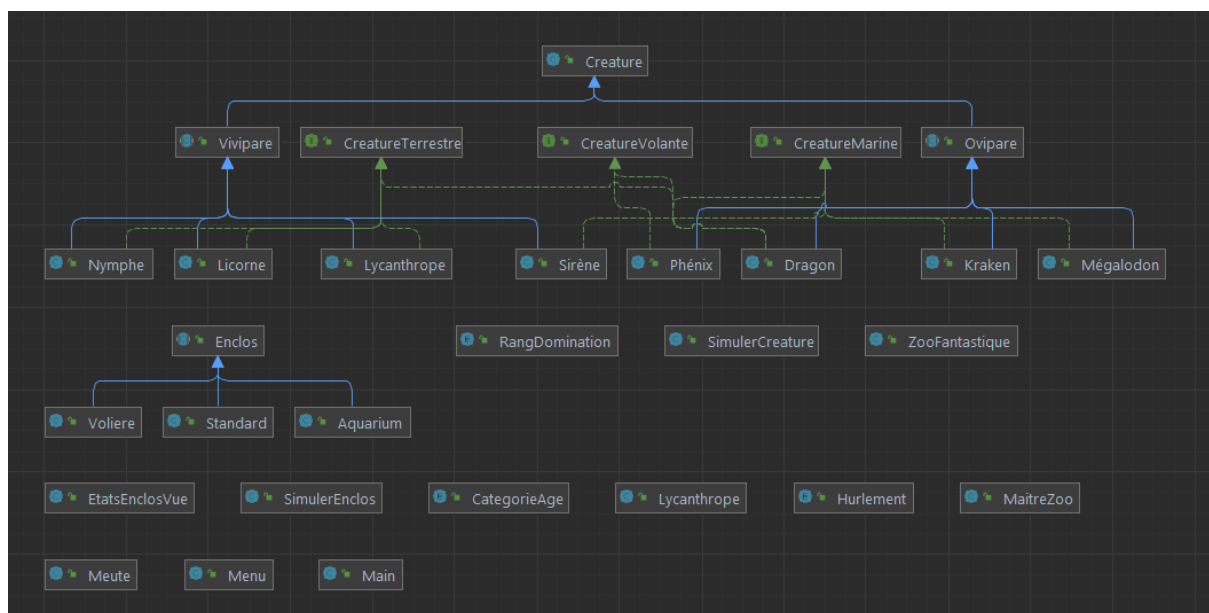 Creature
Vivipare CreatureTerrestre CreatureVolante CreatureMarine Ovipare
Nymphe Licorne Lycanthrope Sirène Phénix Dragon Kraken Mégalodon
Enclos RangDomination SimulerCreature ZooFantastique
Voliere Standard Aquarium
EtatsEnclosVue SimulerEnclos CategorieAge Lycanthrope Hurlement MaitreZoo
Meute Menu Main